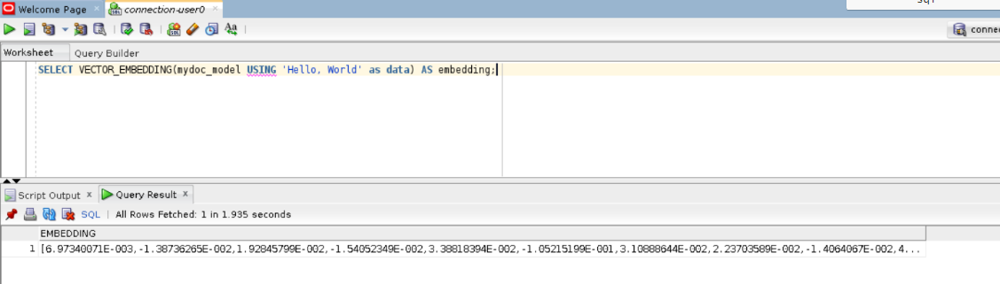 sql
Welcome Page × connection-user0 ×
SQL SQL Aa conne
Worksheet Query Builder
SELECT VECTOR_EMBEDDING(mydoc_model USING 'Hello, World' as data) AS embedding;
Script Output × Query Result ×
SQL | All Rows Fetched: 1 in 1.935 seconds
EMBEDDING
1 [6.97340071E-003,-1.38736265E-002,1.92845799E-002,-1.54052349E-002,3.38818394E-002,-1.05215199E-001,3.10888644E-002,2.23703589E-002,-1.4064067E-002,4...